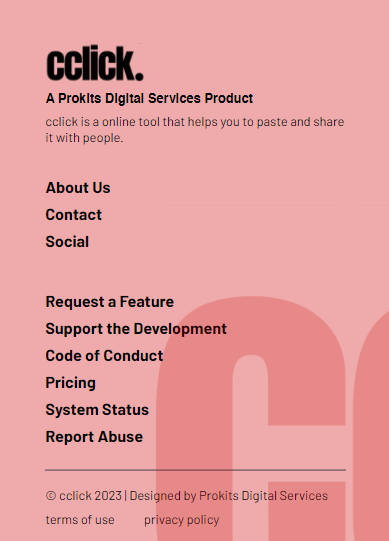 cclick.
A Prokits Digital Services Product
cclick is a online tool that helps you to paste and share
it with people.
About Us
Contact
Social
Request a Feature
Support the Development
Code of Conduct
Pricing
System Status
Report Abuse
© cclick 2023 | Designed by Prokits Digital Services
terms of use privacy policy
cc